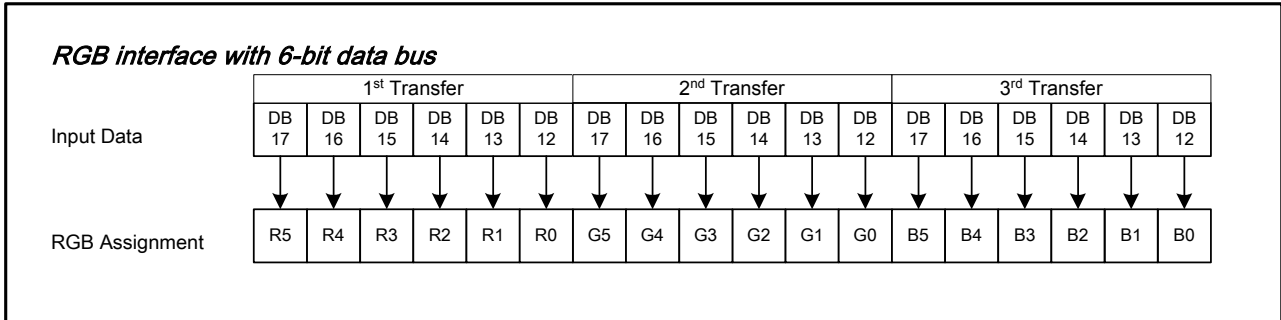 RGB interface with 6-bit data bus
1st Transfer 2nd Transfer 3rd Transfer
Input Data DB 17 DB 16 DB 15 DB 14 DB 13 DB 12 DB 17 DB 16 DB 15 DB 14 DB 13 DB 12 DB 17 DB 16 DB 15 DB 14 DB 13 DB 12
RGB Assignment R5 R4 R3 R2 R1 R0 G5 G4 G3 G2 G1 G0 B5 B4 B3 B2 B1 B0